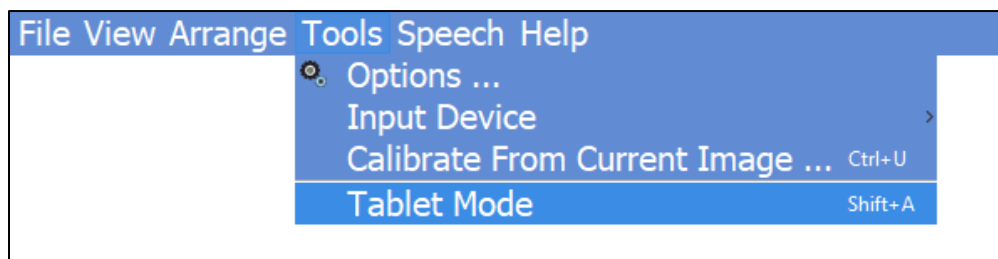 File View Arrange Tools Speech Help
Options ...
Input Device
Calibrate From Current Image ... Ctrl+U
Tablet Mode Shift+A